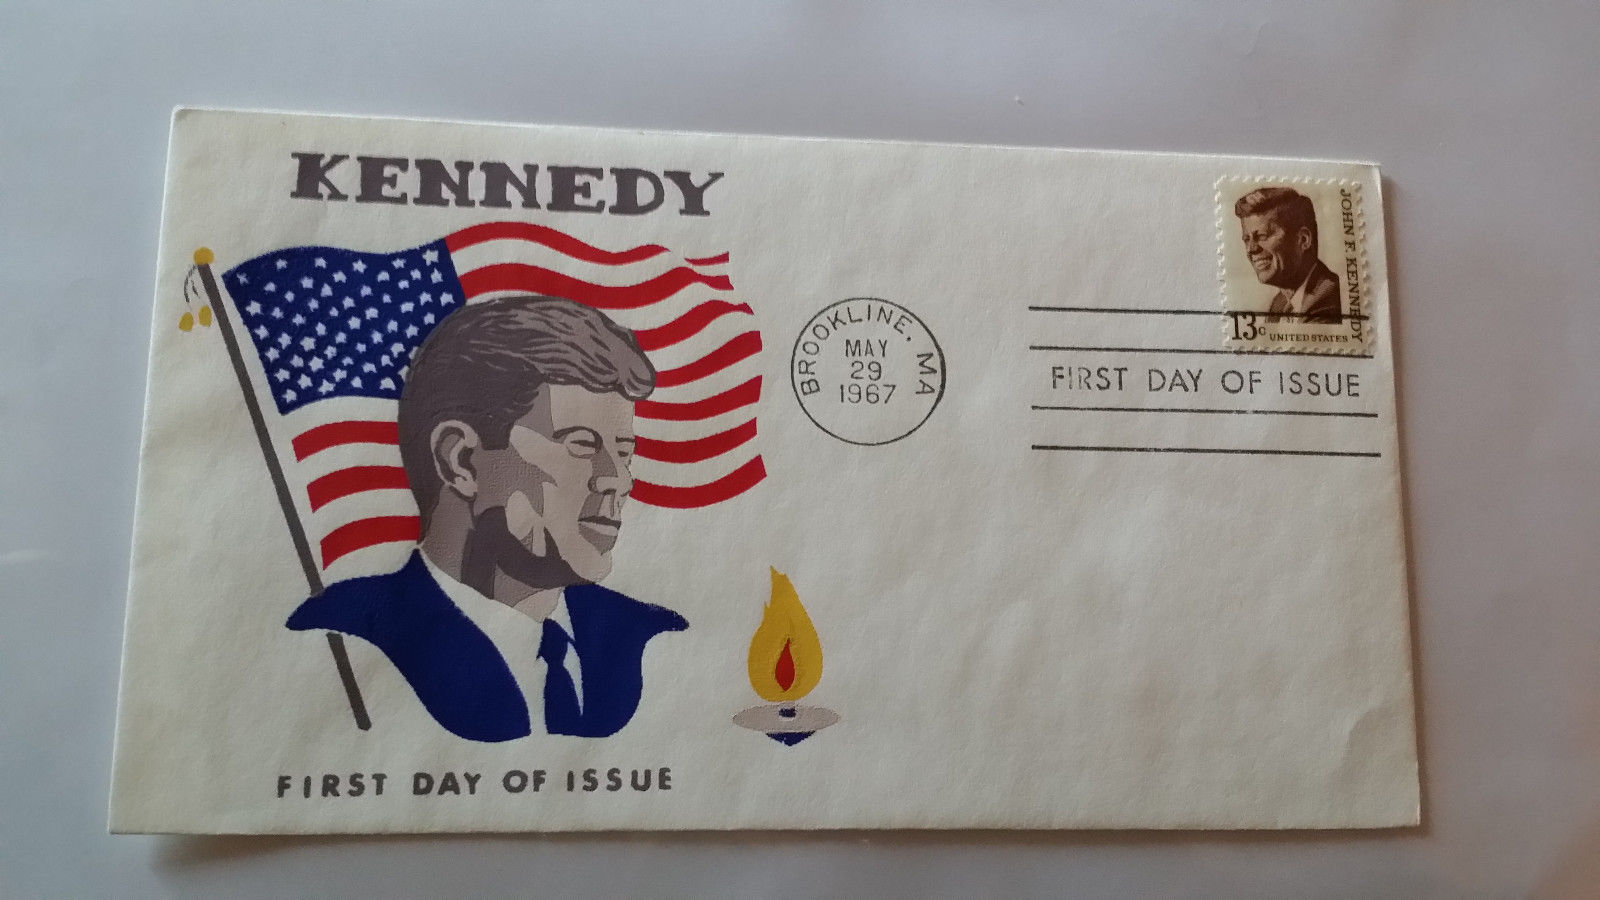 KENNEDY
JOHN F. KENNEDY
13c UNITED STATES
BROOKLINE, MA
MAY
29
1967
FIRST DAY OF ISSUE
FIRST DAY OF ISSUE